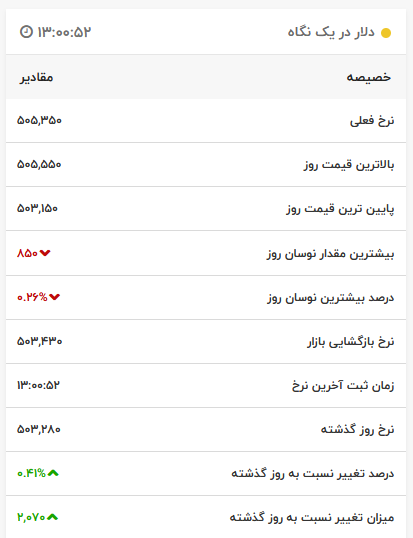 دلار در یک نگاه ۱۳:۰۰:۵۲
خصیصه مقادیر
نرخ فعلی ۵۰۵,۳۵۰
بالاترین قیمت روز ۵۰۵,۵۵۰
پایین ترین قیمت روز ۵۰۳,۱۵۰
بیشترین مقدار نوسان روز ۸۵۰
درصد بیشترین نوسان روز ۰.۲۶%
نرخ بازگشایی بازار ۵۰۳,۴۳۰
زمان ثبت آخرین نرخ ۱۳:۰۰:۵۲
نرخ روز گذشته ۵۰۳,۲۸۰
درصد تغییر نسبت به روز گذشته ۰.۴۱%
میزان تغییر نسبت به روز گذشته ۲,۰۷۰